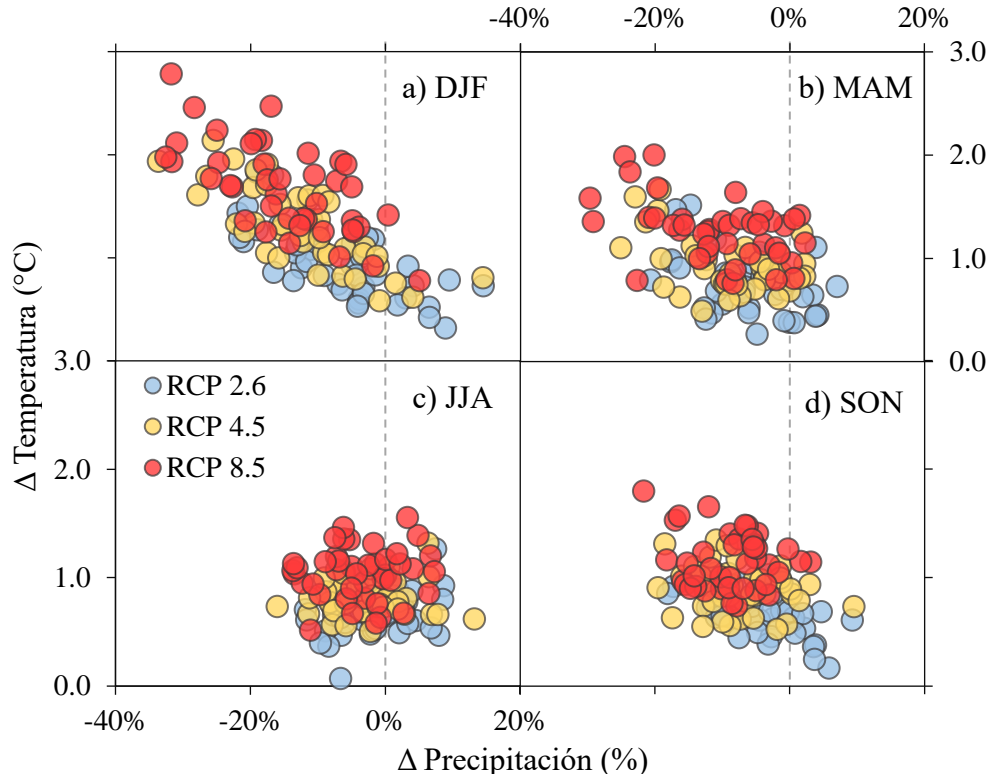 -40% -20% 0% 20%
a) DJF
b) MAM
3.0
2.0
1.0
0.0
3.0
2.0
1.0
0.0
Δ Temperatura (°C)
RCP 2.6
RCP 4.5
RCP 8.5
c) JJA
d) SON
-40% -20% 0% 20%
Δ Precipitación (%)